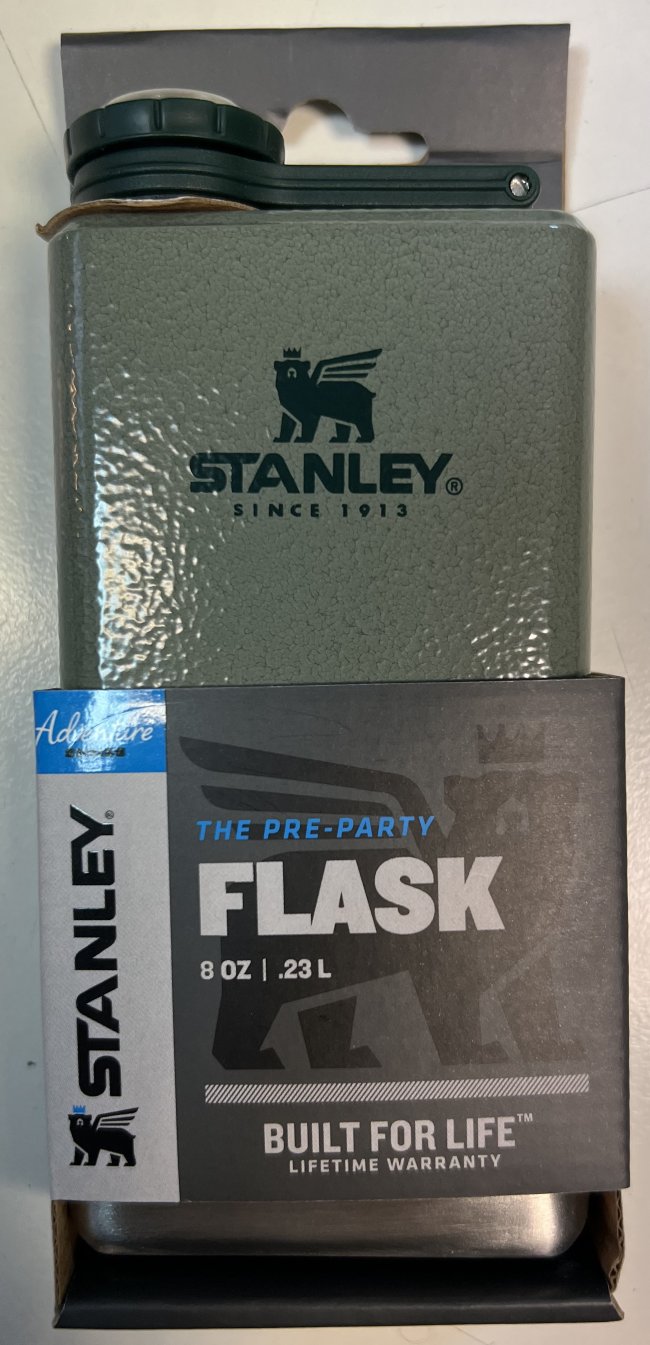 STANLEY®
SINCE 1913
Adventure
STANLEY®
THE PRE-PARTY
FLASK
8 OZ | .23 L
BUILT FOR LIFE™
LIFETIME WARRANTY